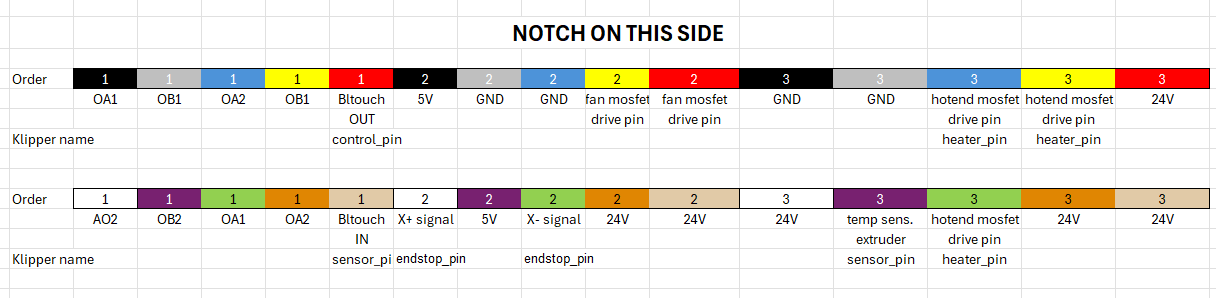 NOTCH ON THIS SIDE
Order 1 1 1 1 1 2 2 2 2 2 3 3 3 3 3
OA1 OB1 OA2 OB1 Bltouch 5V GND GND fan mosfet fan mosfet GND GND hotend mosfet hotend mosfet 24V
OUT drive pin drive pin drive pin drive pin
Klipper name control_pin heater_pin heater_pin
Order 1 1 1 1 1 2 2 2 2 2 3 3 3 3 3
AO2 OB2 OA1 OA2 Bltouch X+ signal 5V X- signal 24V 24V 24V temp sens. hotend mosfet 24V 24V
IN extruder drive pin
Klipper name sensor_pi endstop_pin endstop_pin sensor_pin heater_pin